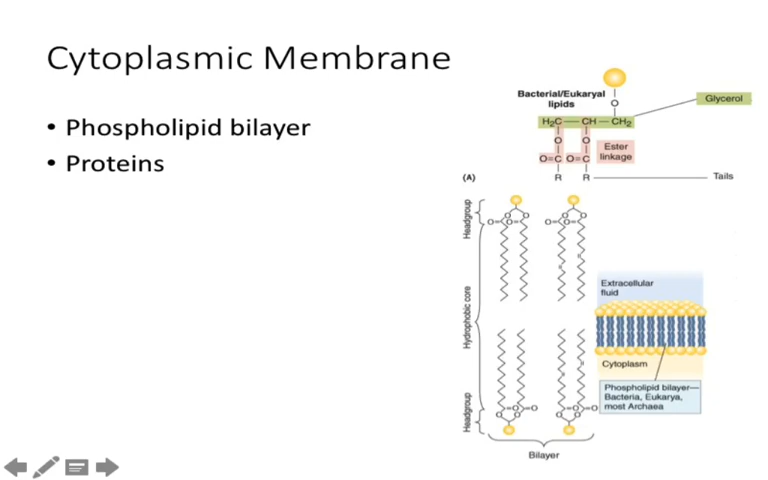 Cytoplasmic Membrane
• Phospholipid bilayer
• Proteins
Bacterial/Eukaryal
lipids
Glycerol
O
H₂C — CH — CH₂
O O
Ester
linkage
O=C O=C
R R
Tails
(A)
Headgroup
Hydrophobic core
Headgroup
Extracellular
fluid
Cytoplasm
Phospholipid bilayer—
Bacteria, Eukarya,
most Archaea
Bilayer